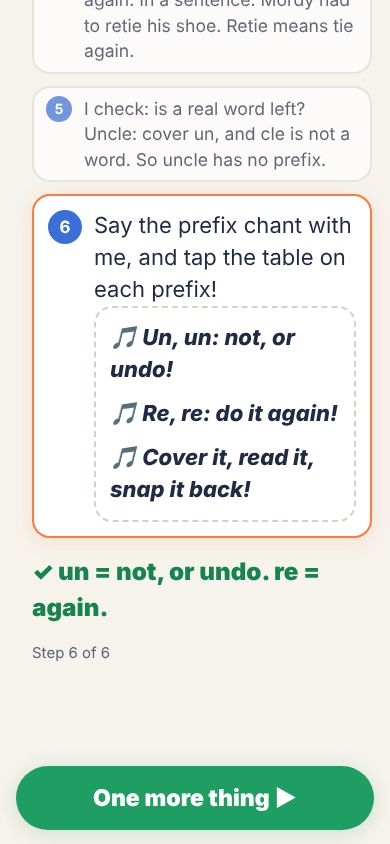 again. In a sentence: Mordy had
to retie his shoe. Retie means tie
again.
5
I check: is a real word left?
Uncle: cover un, and cle is not a
word. So uncle has no prefix.
6
Say the prefix chant with
me, and tap the table on
each prefix!
🎵 Un, un: not, or
undo!
🎵 Re, re: do it again!
🎵 Cover it, read it,
snap it back!
✓ un = not, or undo. re =
again.
Step 6 of 6
One more thing ▶